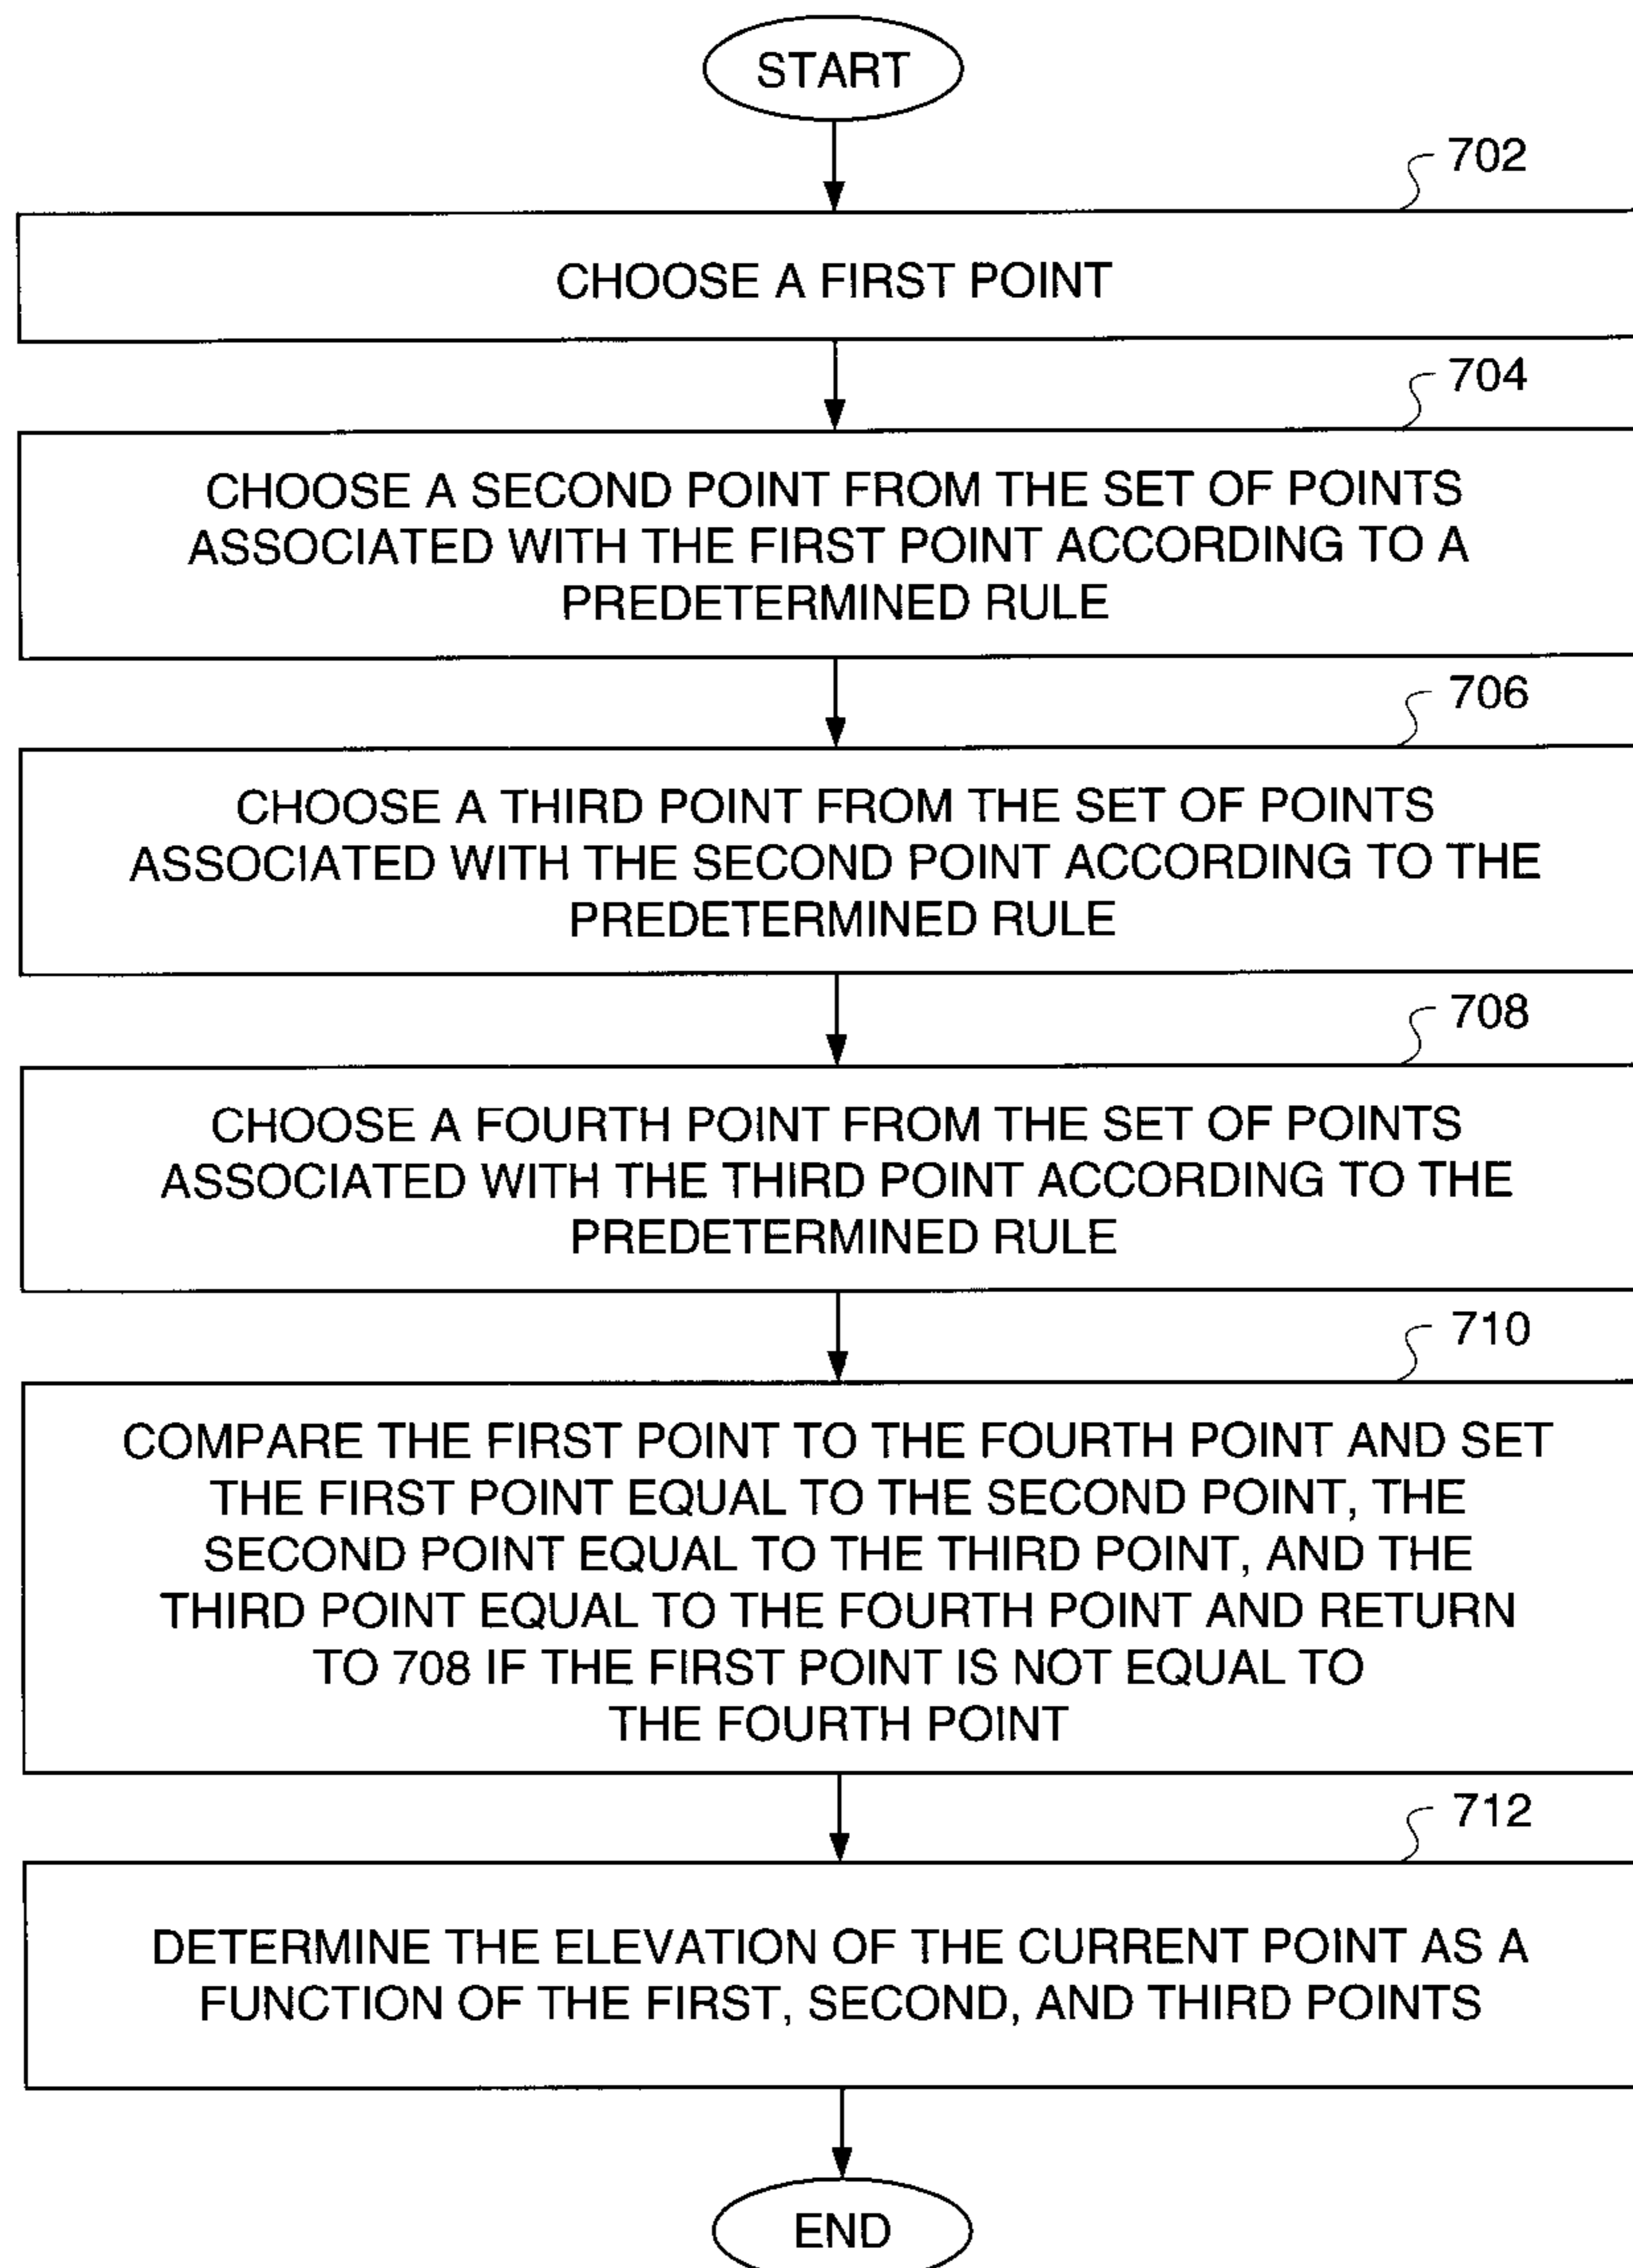 START
702
CHOOSE A FIRST POINT
704
CHOOSE A SECOND POINT FROM THE SET OF POINTS
ASSOCIATED WITH THE FIRST POINT ACCORDING TO A
PREDETERMINED RULE
706
CHOOSE A THIRD POINT FROM THE SET OF POINTS
ASSOCIATED WITH THE SECOND POINT ACCORDING TO THE
PREDETERMINED RULE
708
CHOOSE A FOURTH POINT FROM THE SET OF POINTS
ASSOCIATED WITH THE THIRD POINT ACCORDING TO THE
PREDETERMINED RULE
710
COMPARE THE FIRST POINT TO THE FOURTH POINT AND SET
THE FIRST POINT EQUAL TO THE SECOND POINT, THE
SECOND POINT EQUAL TO THE THIRD POINT, AND THE
THIRD POINT EQUAL TO THE FOURTH POINT AND RETURN
TO 708 IF THE FIRST POINT IS NOT EQUAL TO
THE FOURTH POINT
712
DETERMINE THE ELEVATION OF THE CURRENT POINT AS A
FUNCTION OF THE FIRST, SECOND, AND THIRD POINTS
END